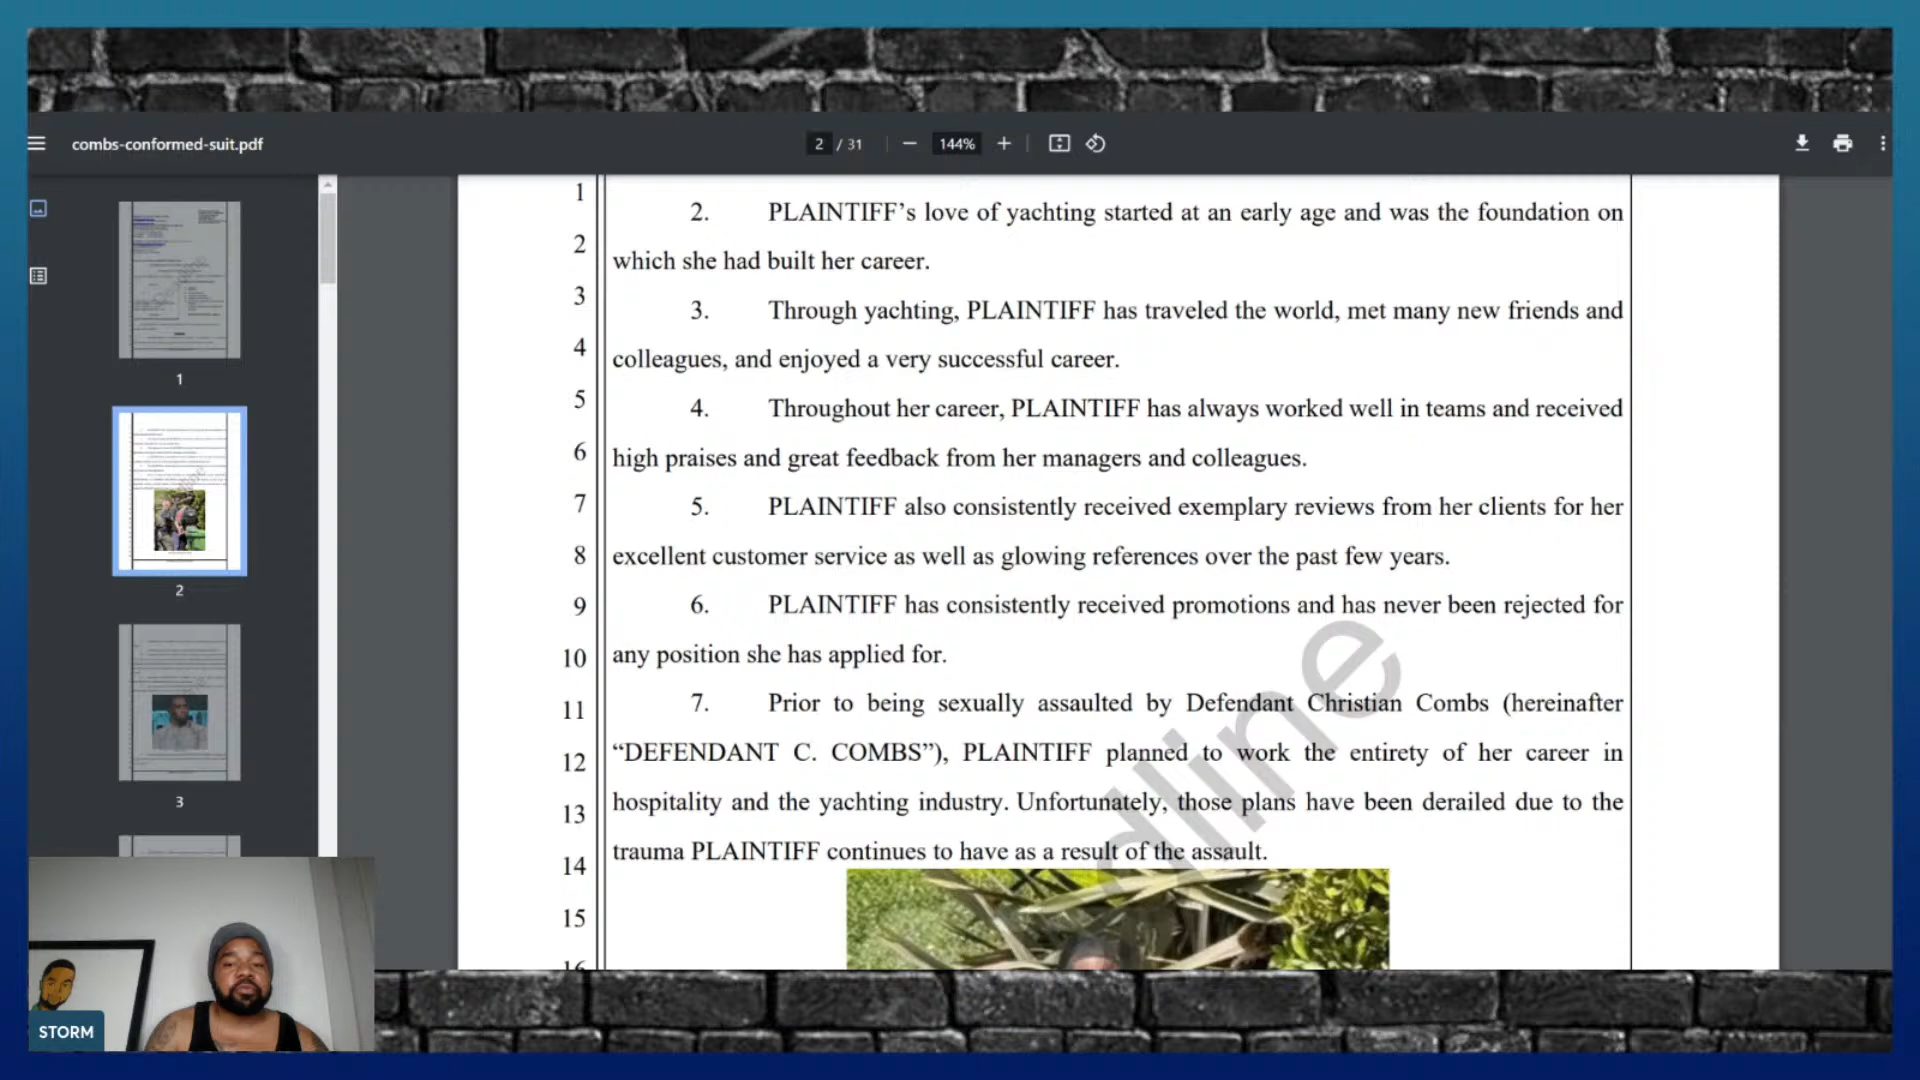 combs-conformed-suit.pdf
2 / 31
144%
1
2
3
1
2
3
4
5
6
7
8
9
10
11
12
13
14
15
2. PLAINTIFF’s love of yachting started at an early age and was the foundation on
which she had built her career.
3. Through yachting, PLAINTIFF has traveled the world, met many new friends and
colleagues, and enjoyed a very successful career.
4. Throughout her career, PLAINTIFF has always worked well in teams and received
high praises and great feedback from her managers and colleagues.
5. PLAINTIFF also consistently received exemplary reviews from her clients for her
excellent customer service as well as glowing references over the past few years.
6. PLAINTIFF has consistently received promotions and has never been rejected for
any position she has applied for.
7. Prior to being sexually assaulted by Defendant Christian Combs (hereinafter
“DEFENDANT C. COMBS”), PLAINTIFF planned to work the entirety of her career in
hospitality and the yachting industry. Unfortunately, those plans have been derailed due to the
trauma PLAINTIFF continues to have as a result of the assault.
dline
STORM